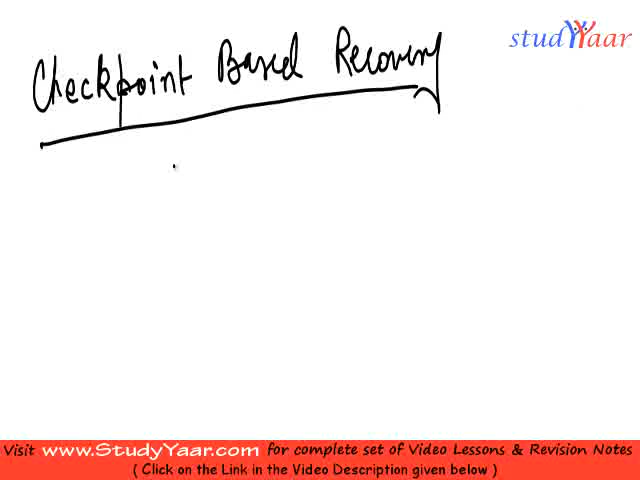 studYYaar
Checkpoint Based Recovery
Visit www.StudyYaar.com for complete set of Video Lessons & Revision Notes
( Click on the Link in the Video Description given below )